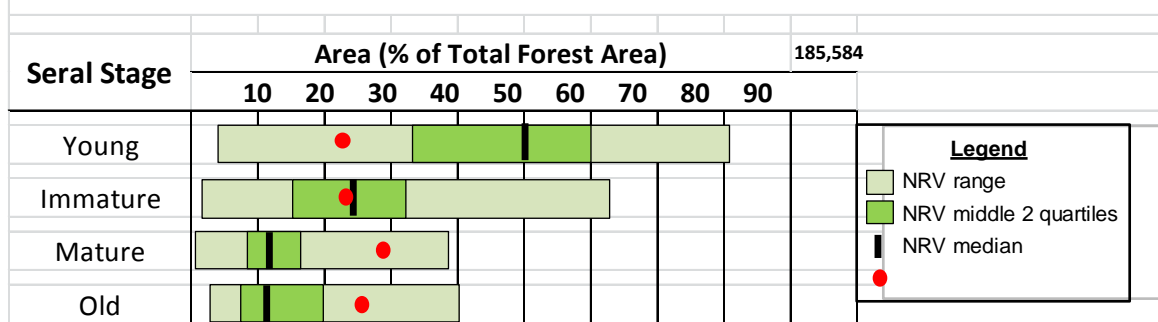 Area (% of Total Forest Area) 185,584
Seral Stage
10 20 30 40 50 60 70 80 90
Young
Immature
Mature
Old
Legend
NRV range
NRV middle 2 quartiles
NRV median